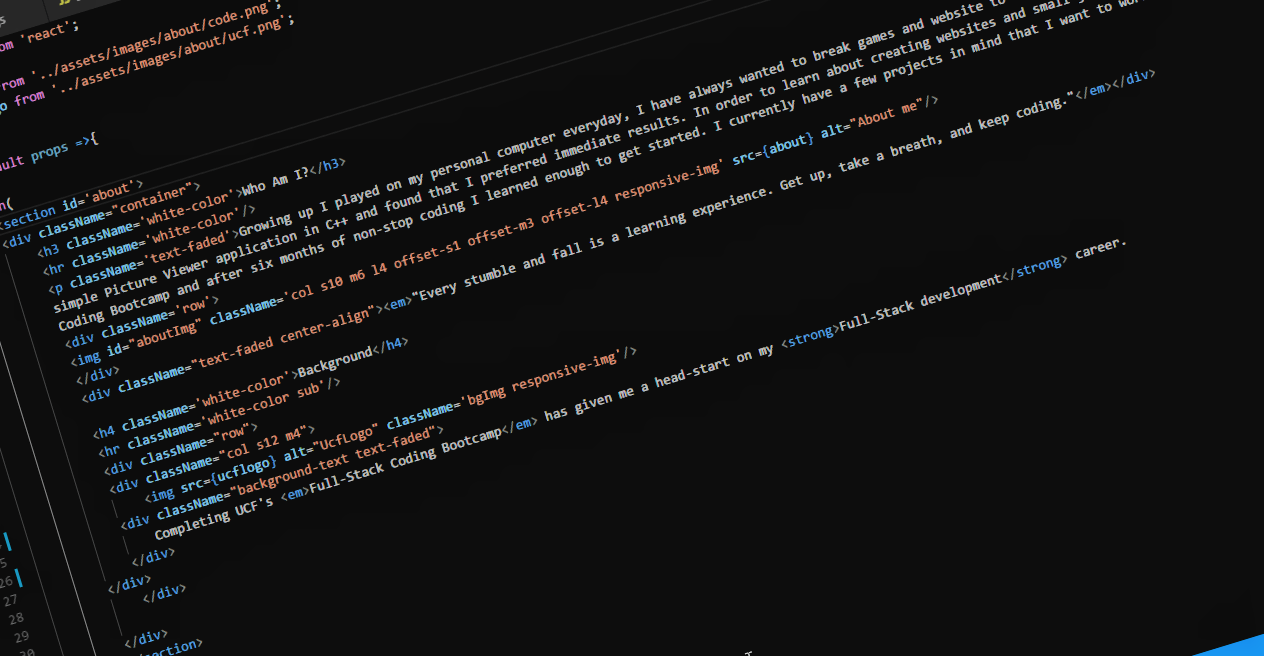 from 'react';
from '../assets/images/about/code.png';
from '../assets/images/about/ucf.png';
props =>{
<section id='about'>
<div className="container">
<h3 className='white-color'>Who Am I?</h3>
<hr className='white-color'/>
<p className='text-faded'>Growing up I played on my personal computer everyday, I have always wanted to break games and website to
simple Picture Viewer application in C++ and found that I preferred immediate results. In order to learn about creating websites and small
Coding Bootcamp and after six months of non-stop coding I learned enough to get started. I currently have a few projects in mind that I want to
<div className='row'>
<img id="aboutImg" className='col s10 m6 l4 offset-s1 offset-m3 offset-l4 responsive-img' src={about} alt="About me"/>
</div>
<div className="text-faded center-align"><em>"Every stumble and fall is a learning experience. Get up, take a breath, and keep coding."</em></div>
<h4 className='white-color'>Background</h4>
<hr className='white-color sub'/>
<div className="row">
<div className="col s12 m4">
<img src={ucflogo} alt="UcfLogo" className='bgImg responsive-img'/>
<div className="background-text text-faded">
Completing UCF's <em>Full-Stack Coding Bootcamp</em> has given me a head-start on my <strong>Full-Stack development</strong> career.
</div>
</div>
</div>
</div>
26
27
28
29
30